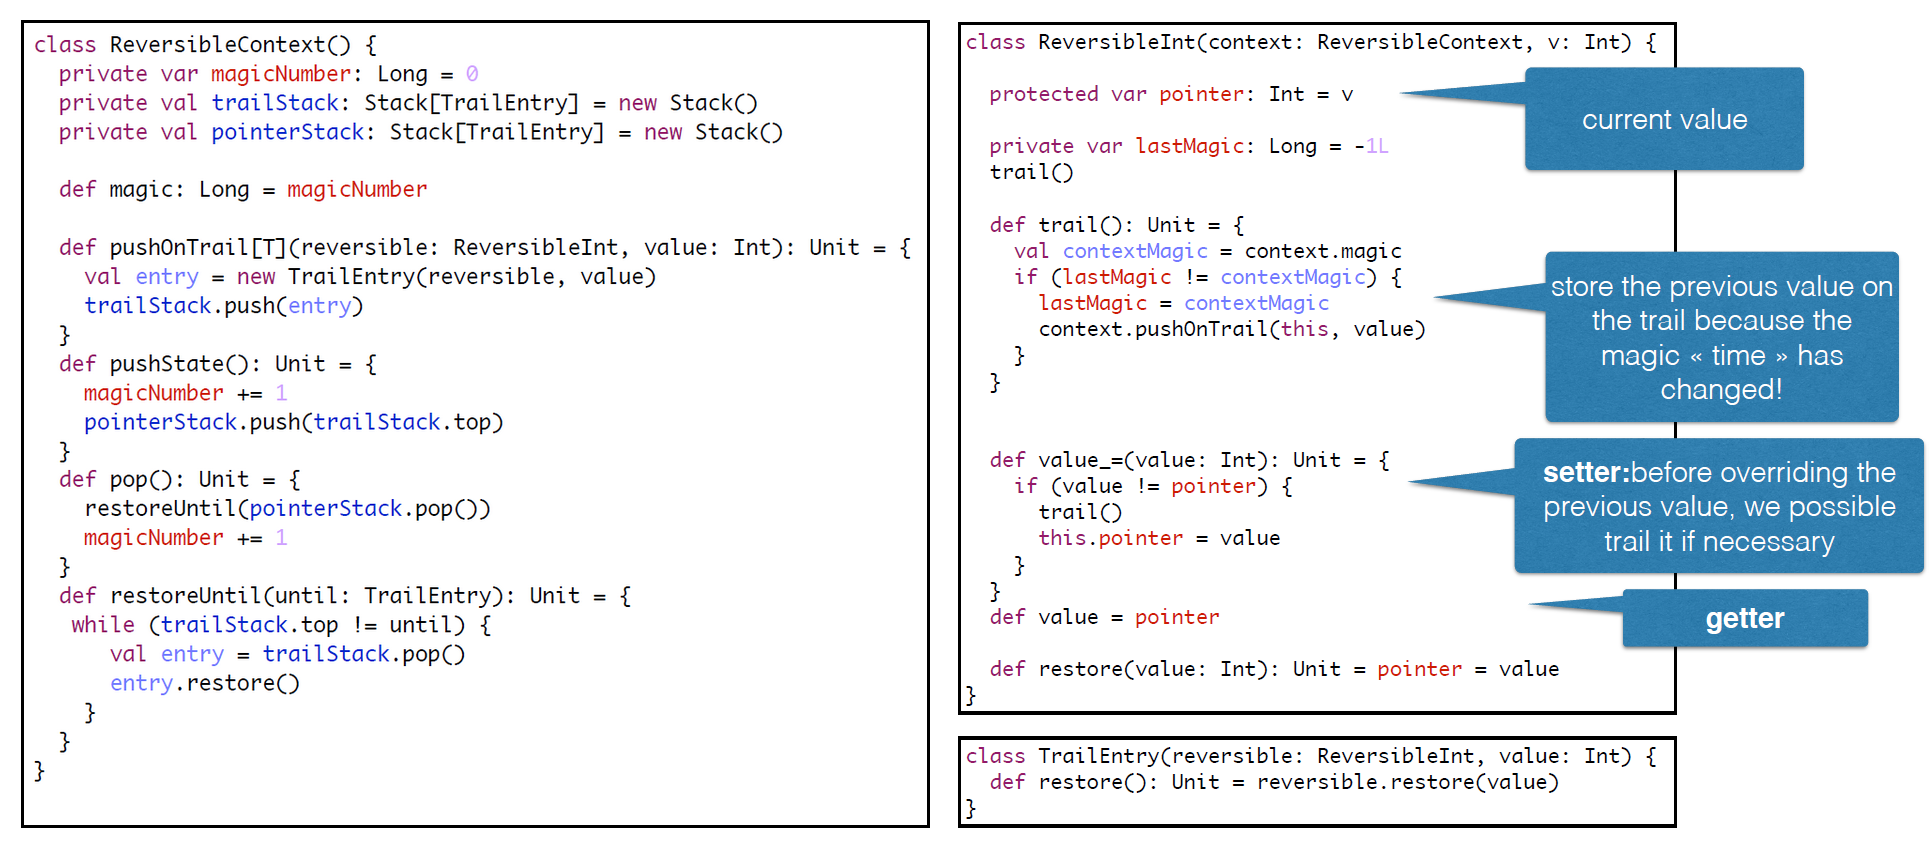 class ReversibleContext() {
  private var magicNumber: Long = 0
  private val trailStack: Stack[TrailEntry] = new Stack()
  private val pointerStack: Stack[TrailEntry] = new Stack()

  def magic: Long = magicNumber

  def pushOnTrail[T](reversible: ReversibleInt, value: Int): Unit = {
    val entry = new TrailEntry(reversible, value)
    trailStack.push(entry)
  }
  def pushState(): Unit = {
    magicNumber += 1
    pointerStack.push(trailStack.top)
  }
  def pop(): Unit = {
    restoreUntil(pointerStack.pop())
    magicNumber += 1
  }
  def restoreUntil(until: TrailEntry): Unit = {
   while (trailStack.top != until) {
      val entry = trailStack.pop()
      entry.restore()
    }
  }
}
class ReversibleInt(context: ReversibleContext, v: Int) {

  protected var pointer: Int = v

  private var lastMagic: Long = -1L
  trail()

  def trail(): Unit = {
    val contextMagic = context.magic
    if (lastMagic != contextMagic) {
      lastMagic = contextMagic
      context.pushOnTrail(this, value)
    }
  }

  def value_=(value: Int): Unit = {
    if (value != pointer) {
      trail()
      this.pointer = value
    }
  }
  def value = pointer

  def restore(value: Int): Unit = pointer = value
}
current value
store the previous value on
the trail because the
magic « time » has
changed!
setter:before overriding the
previous value, we possible
trail it if necessary
getter
class TrailEntry(reversible: ReversibleInt, value: Int) {
  def restore(): Unit = reversible.restore(value)
}